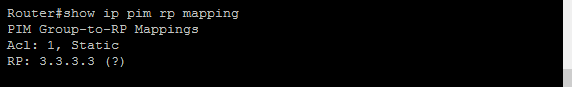 Router#show ip pim rp mapping
PIM Group-to-RP Mappings
Acl: 1, Static
RP: 3.3.3.3 (?)